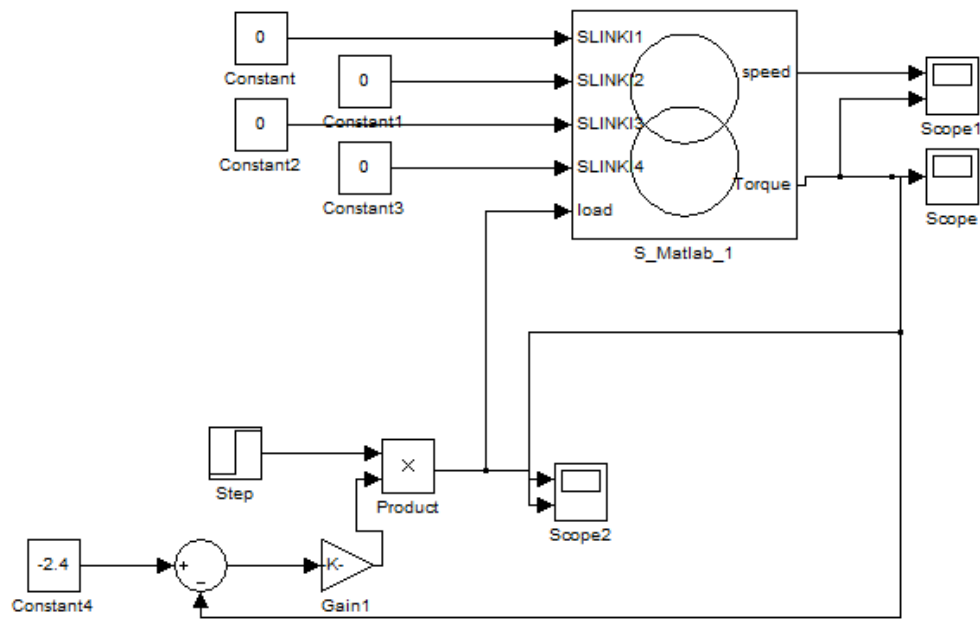 0
Constant
SLINKI1
0
Constant1
SLINKI2
0
Constant2
SLINKI3
0
Constant3
SLINKI4
load
speed
Torque
S_Matlab_1
Scope1
Scope
Step
×
Product
Scope2
-2.4
Constant4
+
−
K-
Gain1